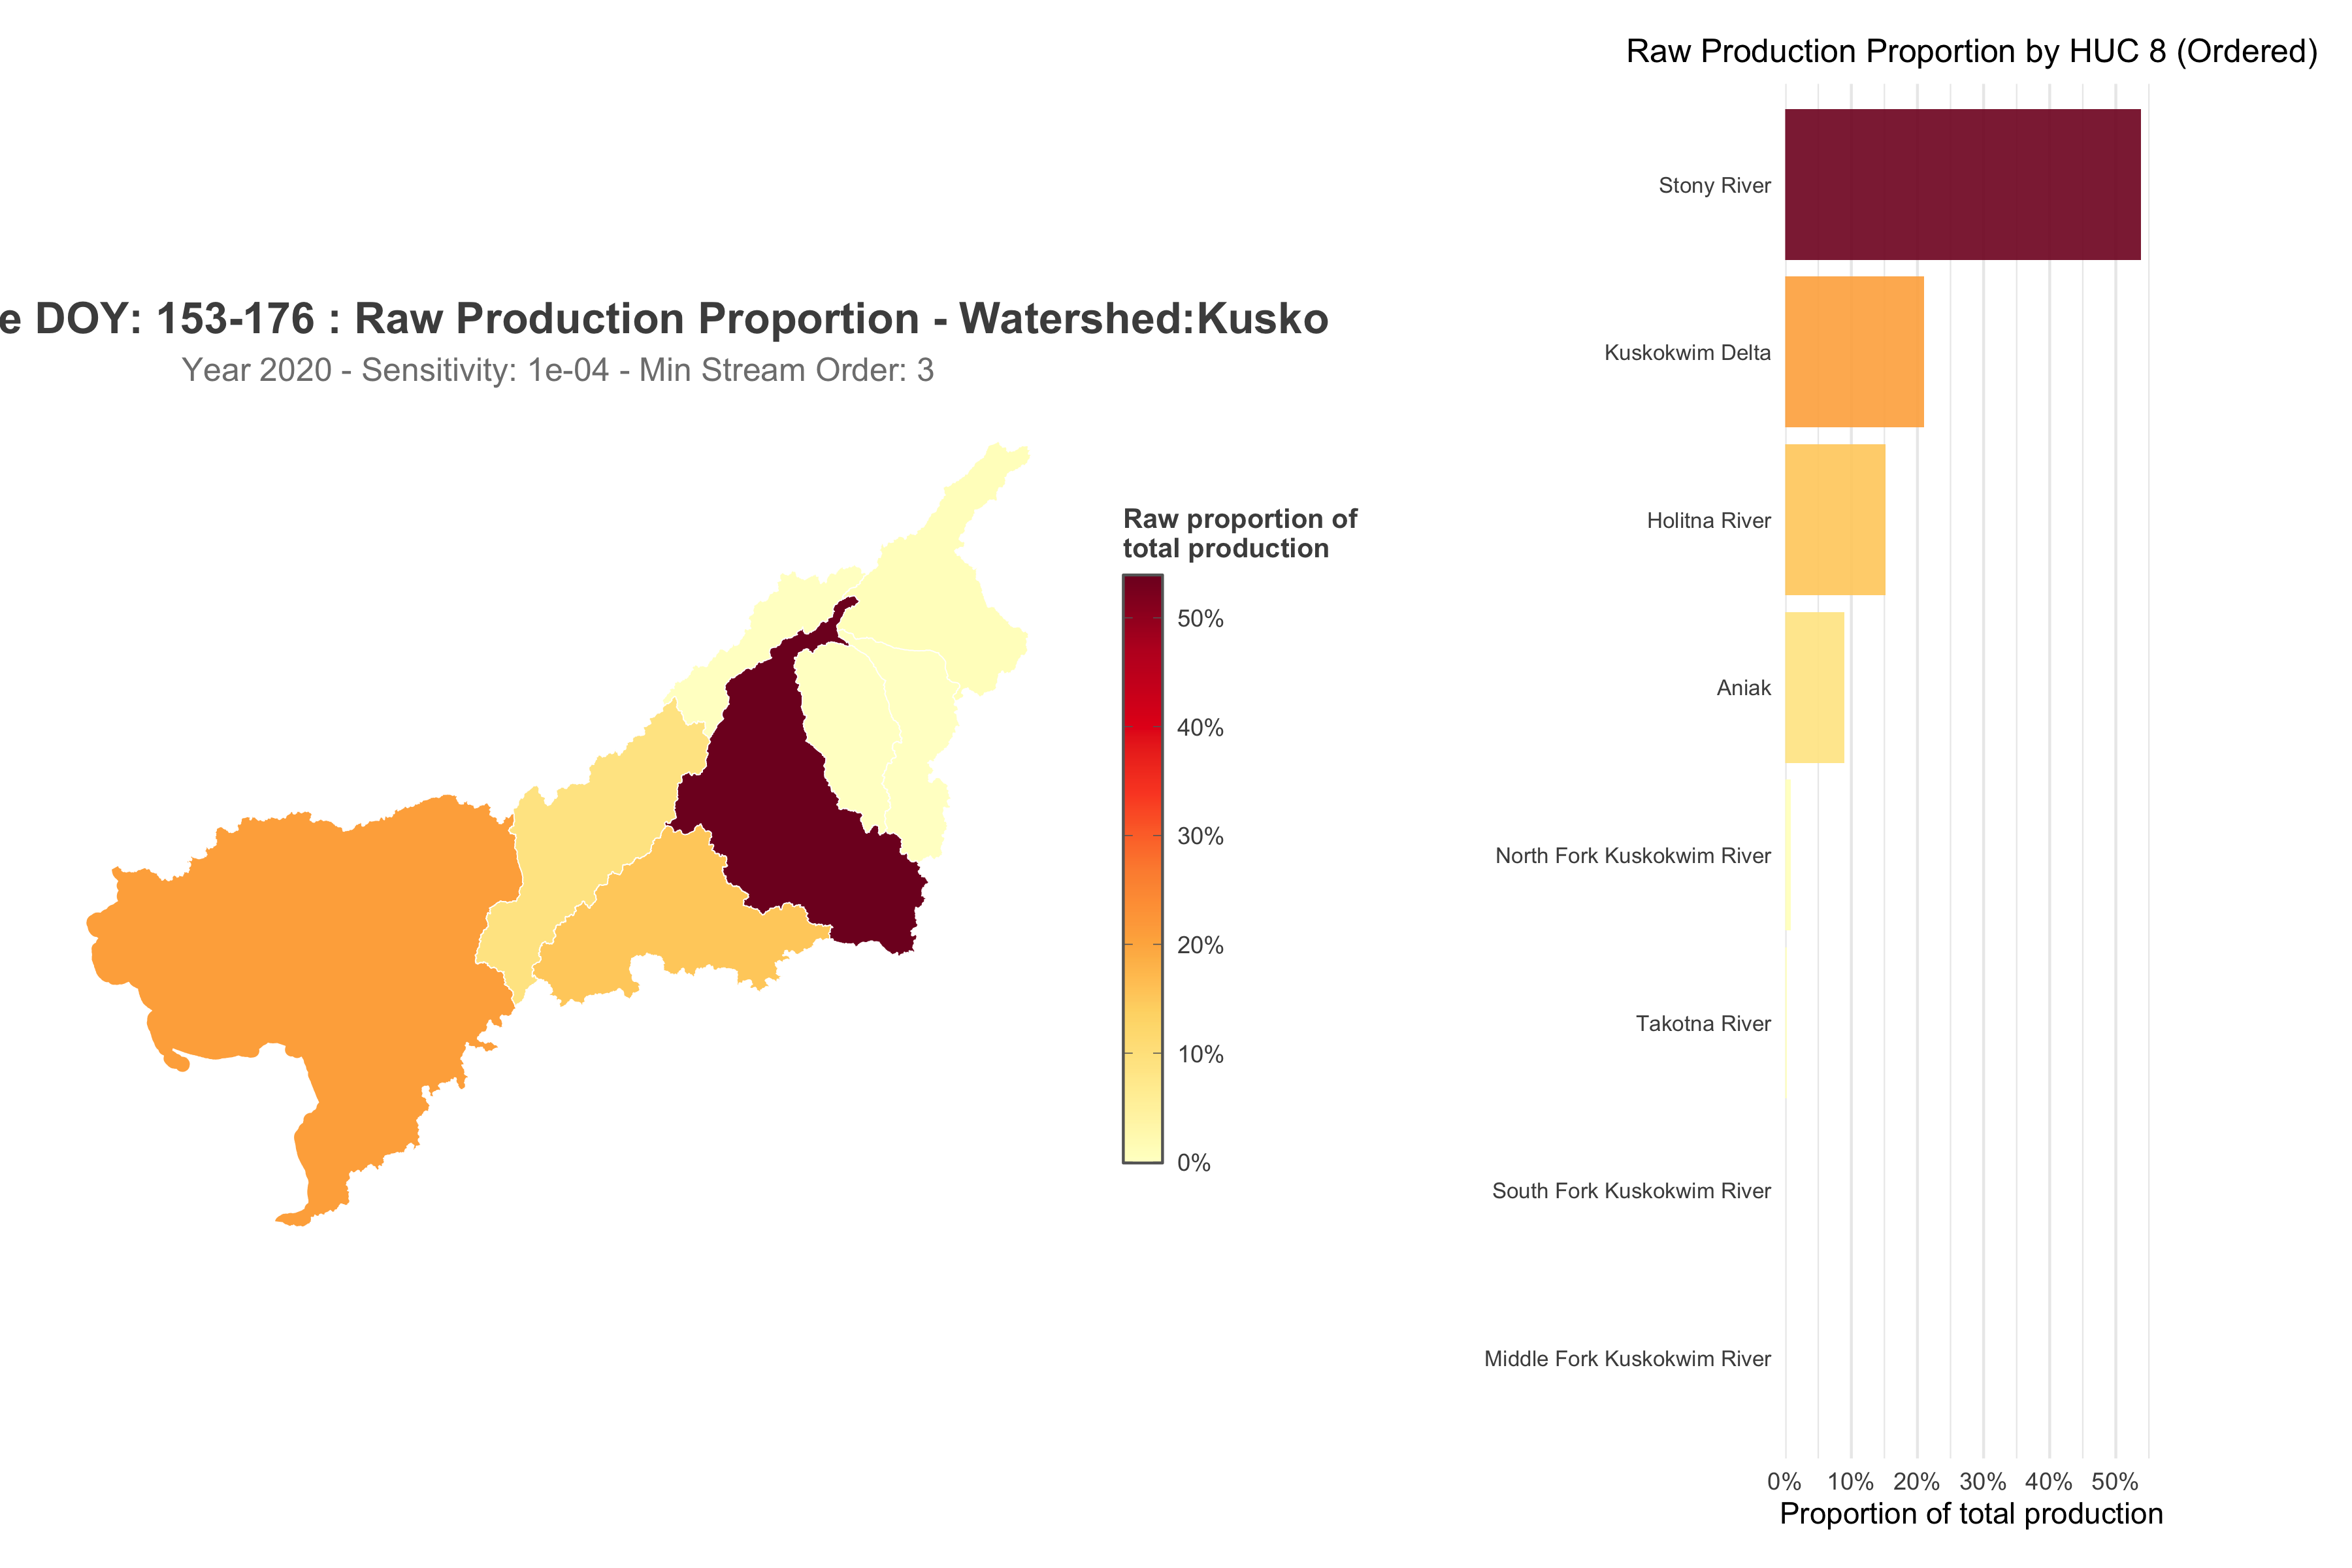 e DOY: 153-176 : Raw Production Proportion - Watershed:Kusko
Year 2020 - Sensitivity: 1e-04 - Min Stream Order: 3
Raw proportion of
total production
50%
40%
30%
20%
10%
0%
Raw Production Proportion by HUC 8 (Ordered)
Stony River
Kuskokwim Delta
Holitna River
Aniak
North Fork Kuskokwim River
Takotna River
South Fork Kuskokwim River
Middle Fork Kuskokwim River
0% 10% 20% 30% 40% 50%
Proportion of total production